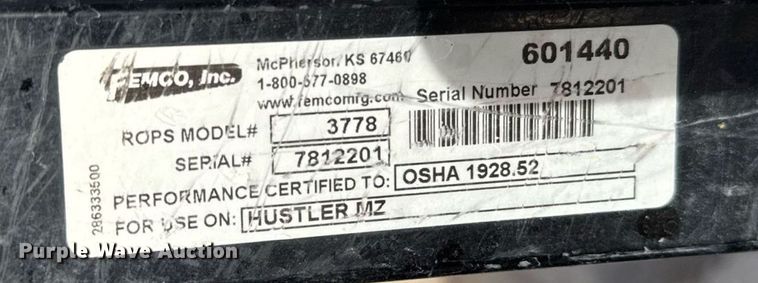 FEMCO, Inc.
McPherson, KS 67460
1-800-677-0898
www.femcomfg.com
601440
Serial Number 7812201
ROPS MODEL# 3778
SERIAL# 7812201
PERFORMANCE CERTIFIED TO: OSHA 1928.52
FOR USE ON: HUSTLER MZ
286333500
Purple Wave Auction